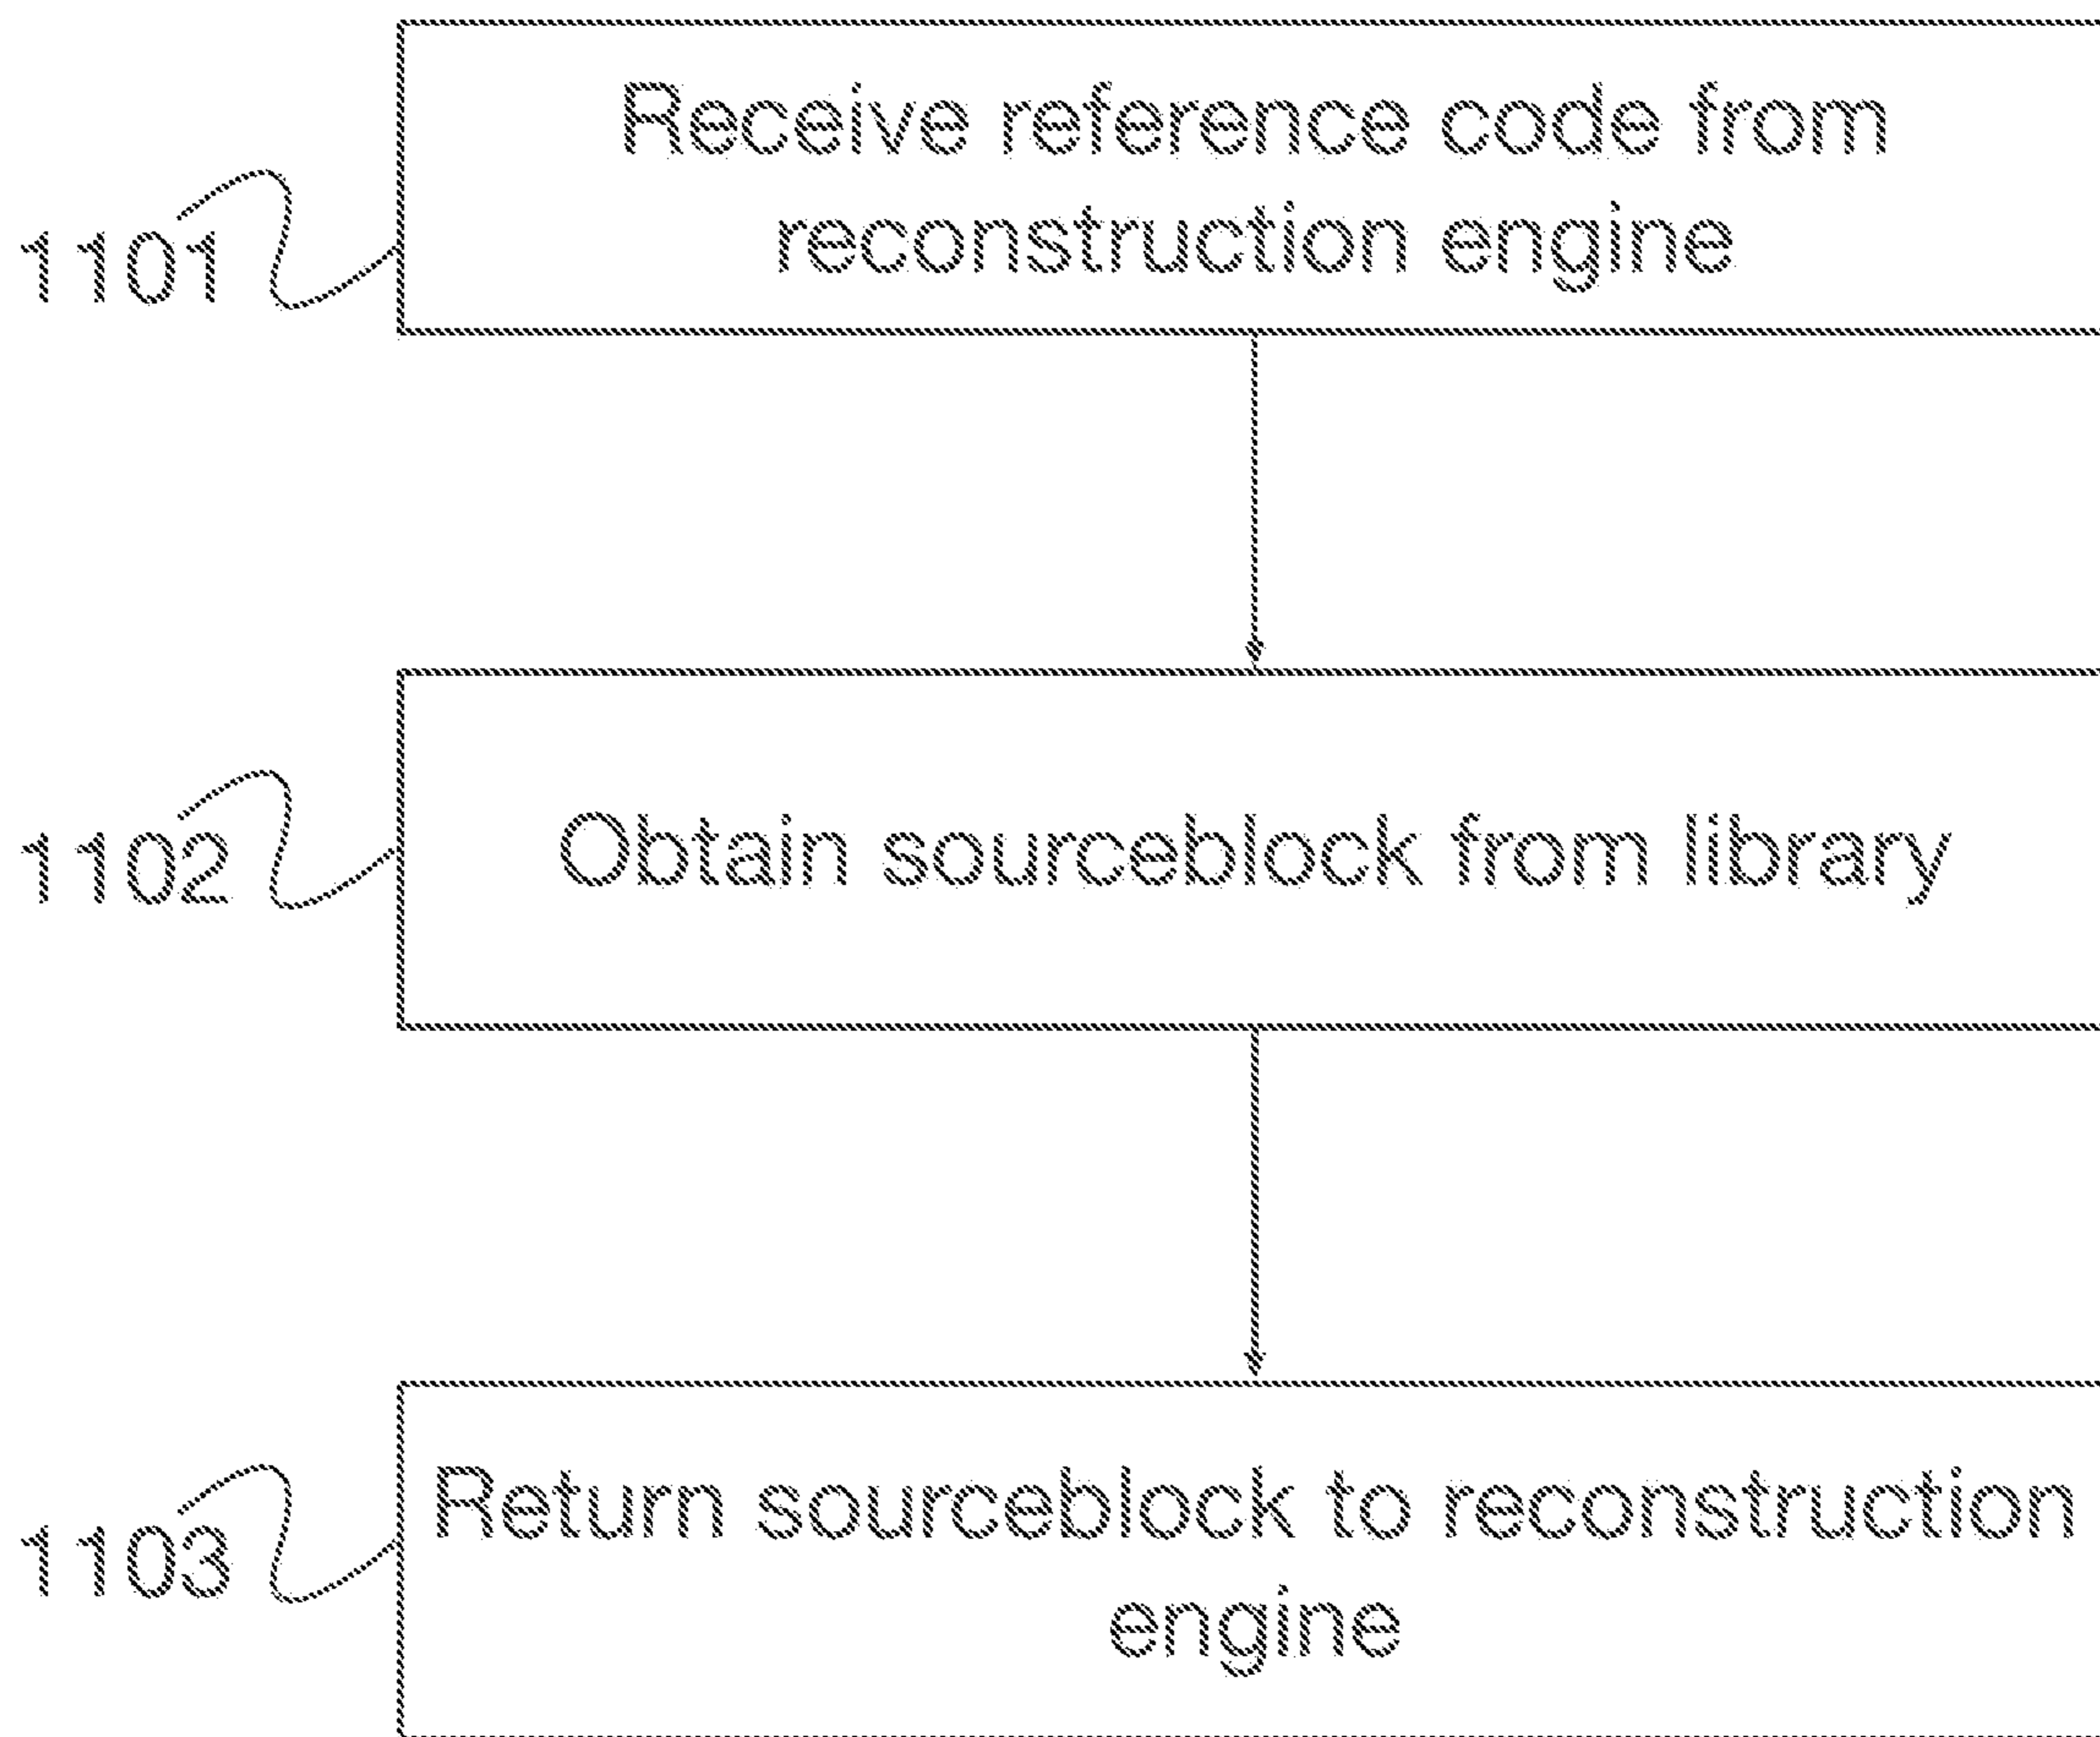 Receive reference code from
reconstruction engine
1101
Obtain sourceblock from library
1102
Return sourceblock to reconstruction
engine
1103